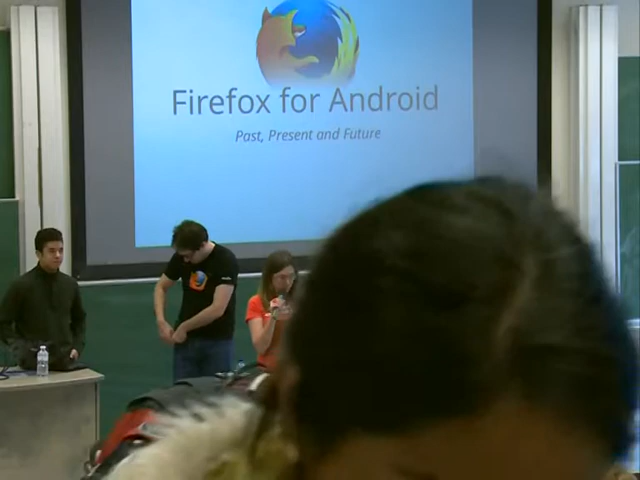 Firefox for Android
Past, Present and Future